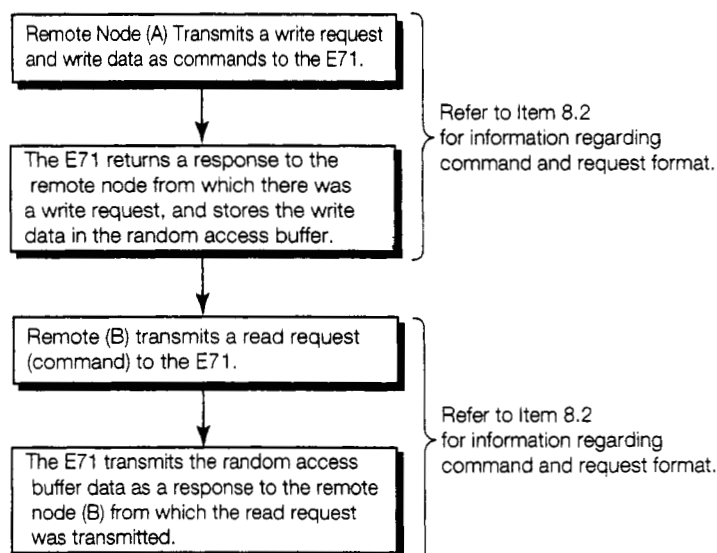 Remote Node (A) Transmits a write request
and write data as commands to the E71.
The E71 returns a response to the
remote node from which there was
a write request, and stores the write
data in the random access buffer.
Refer to Item 8.2
for information regarding
command and request format.
Remote (B) transmits a read request
(command) to the E71.
The E71 transmits the random access
buffer data as a response to the remote
node (B) from which the read request
was transmitted.
Refer to Item 8.2
for information regarding
command and request format.